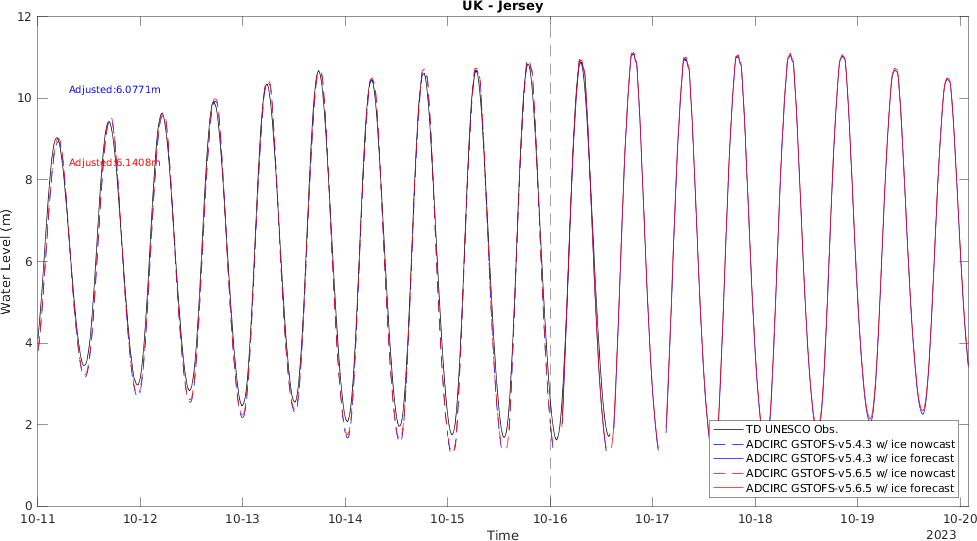 UK - Jersey
12
10
8
6
4
2
0
Water Level (m)
Adjusted:6.0771m
Adjusted:6.1408m
TD UNESCO Obs.
ADCIRC GSTOFS-v5.4.3 w/ ice nowcast
ADCIRC GSTOFS-v5.4.3 w/ ice forecast
ADCIRC GSTOFS-v5.6.5 w/ ice nowcast
ADCIRC GSTOFS-v5.6.5 w/ ice forecast
10-11 10-12 10-13 10-14 10-15 10-16 10-17 10-18 10-19 10-20
Time
2023